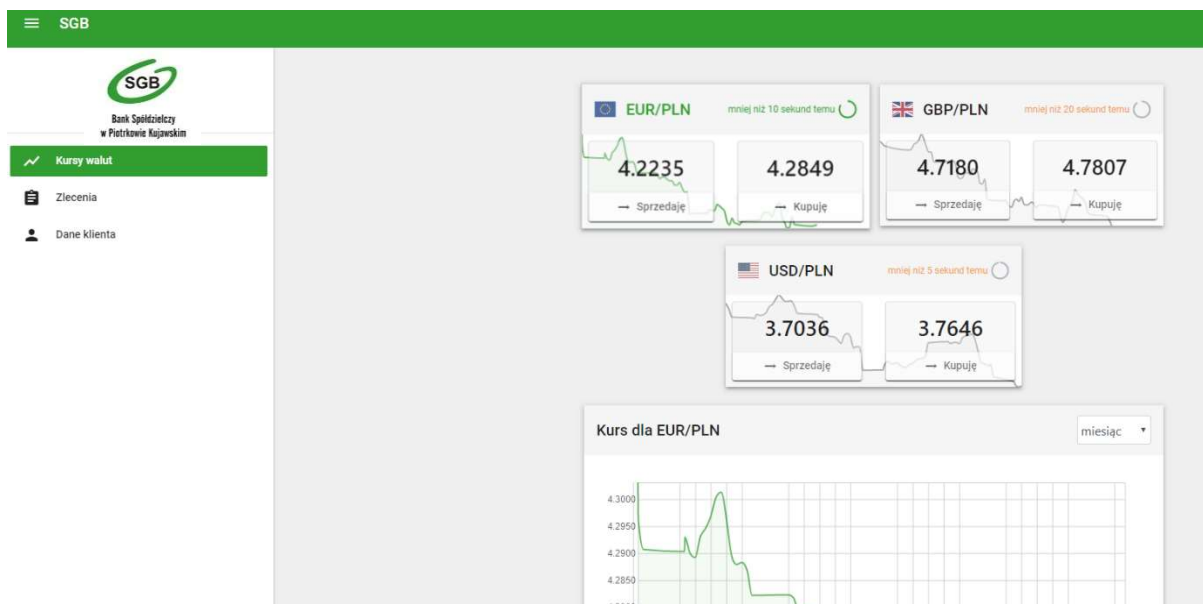 SGB
SGB
Bank Spółdzielczy
w Piotrkowie Kujawskim
Kursy walut
Zlecenia
Dane klienta
EUR/PLN mniej niż 10 sekund temu
4.2235 4.2849
→ Sprzedaję → Kupuję
GBP/PLN mniej niż 20 sekund temu
4.7180 4.7807
→ Sprzedaję → Kupuję
USD/PLN mniej niż 5 sekund temu
3.7036 3.7646
→ Sprzedaję → Kupuję
Kurs dla EUR/PLN miesiąc
4.3000
4.2950
4.2900
4.2850